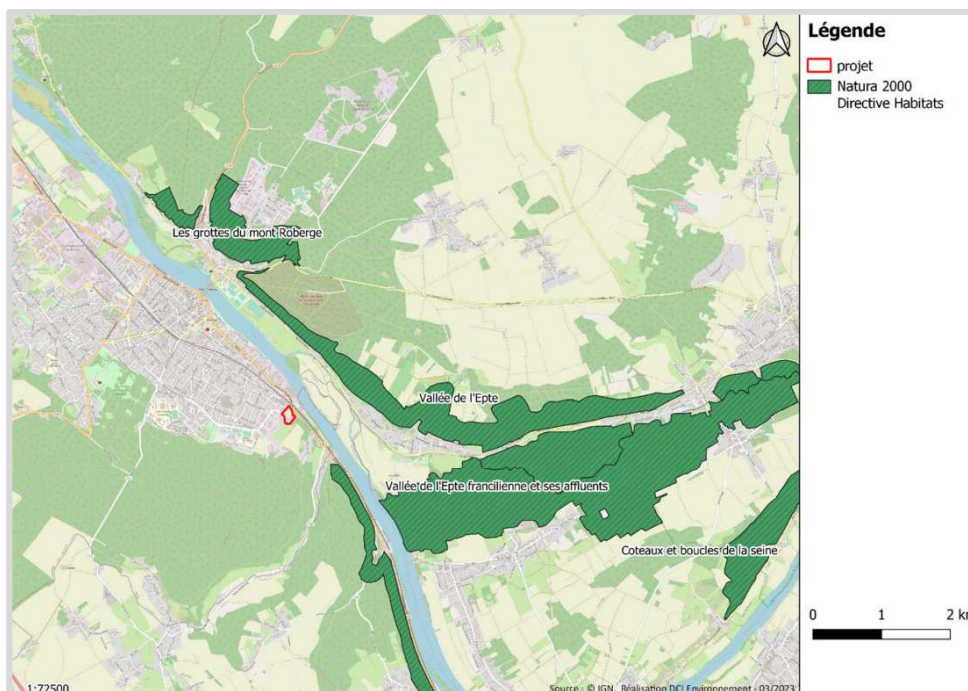 Légende
projet
Natura 2000
Directive Habitats
Les grottes du mont Roberge
Vallée de l'Epte
Vallée de l'Epte francilienne et ses affluents
Coteaux et boucles de la seine
0 1 2 km
1:72500
Source : © IGN, Réalisation DCI Environnement - 03/2023